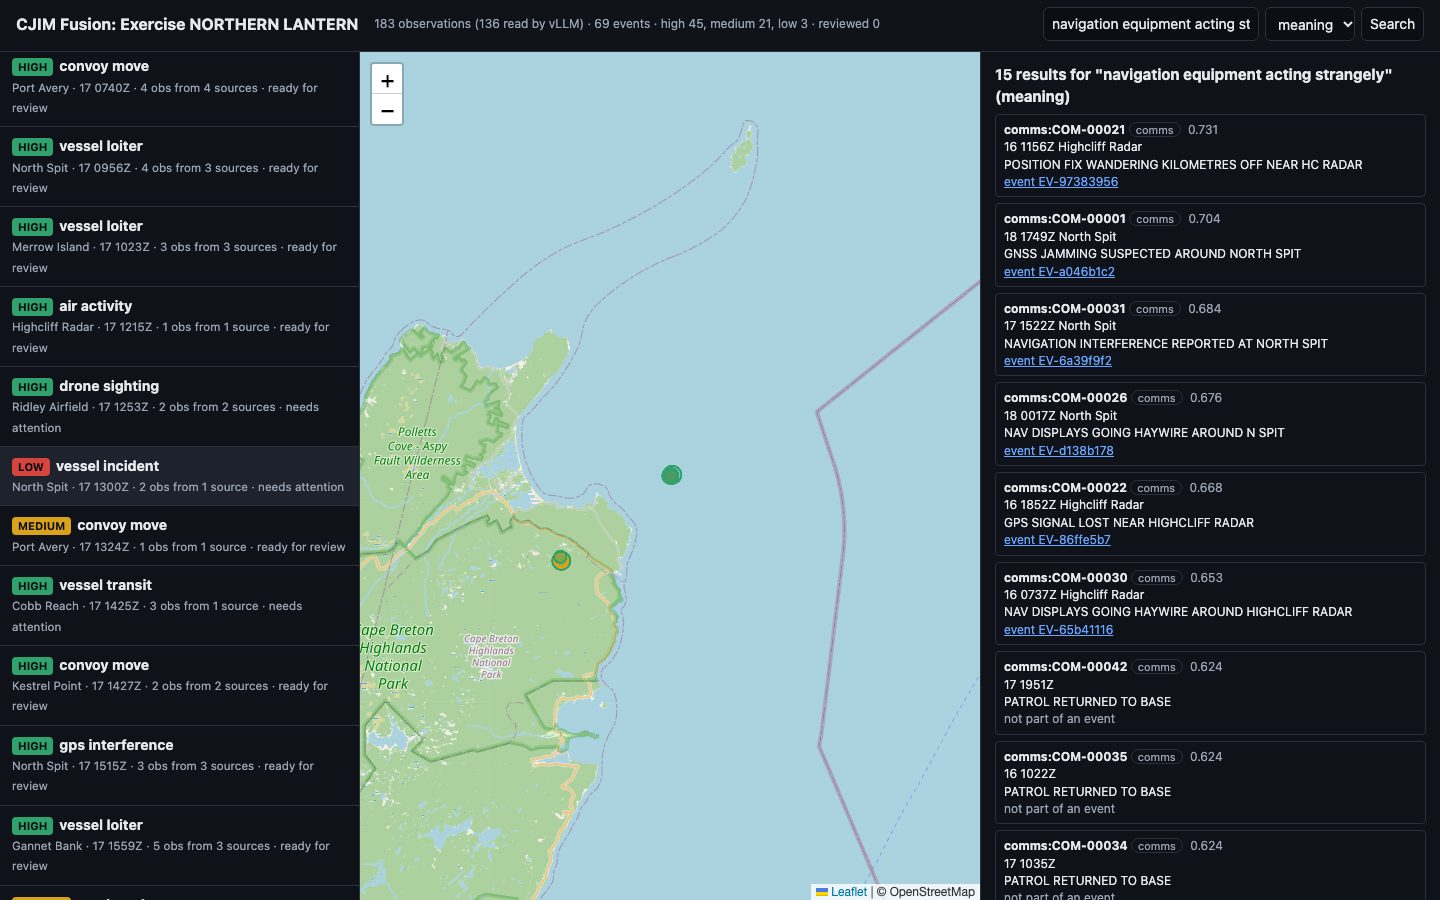 CJIM Fusion: Exercise NORTHERN LANTERN
183 observations (136 read by vLLM) · 69 events · high 45, medium 21, low 3 · reviewed 0
navigation equipment acting st
meaning
Search
HIGH convoy move
Port Avery · 17 0740Z · 4 obs from 4 sources · ready for
review
HIGH vessel loiter
North Spit · 17 0956Z · 4 obs from 3 sources · ready for
review
HIGH vessel loiter
Merrow Island · 17 1023Z · 3 obs from 3 sources · ready for
review
HIGH air activity
Highcliff Radar · 17 1215Z · 1 obs from 1 source · ready for
review
HIGH drone sighting
Ridley Airfield · 17 1253Z · 2 obs from 2 sources · needs
attention
LOW vessel incident
North Spit · 17 1300Z · 2 obs from 1 source · needs attention
MEDIUM convoy move
Port Avery · 17 1324Z · 1 obs from 1 source · ready for review
HIGH vessel transit
Cobb Reach · 17 1425Z · 3 obs from 1 source · needs
attention
HIGH convoy move
Kestrel Point · 17 1427Z · 2 obs from 2 sources · ready for
review
HIGH gps interference
North Spit · 17 1515Z · 3 obs from 3 sources · ready for
review
HIGH vessel loiter
Gannet Bank · 17 1559Z · 5 obs from 3 sources · ready for
review
+
−
Polletts
Cove - Aspy
Fault Wilderness
Area
Cape Breton
Highlands
National
Park
Cape Breton
Highlands
National
Park
Leaflet | © OpenStreetMap
15 results for "navigation equipment acting strangely"
(meaning)
comms:COM-00021 comms 0.731
16 1156Z Highcliff Radar
POSITION FIX WANDERING KILOMETRES OFF NEAR HC RADAR
event EV-97383956
comms:COM-00001 comms 0.704
18 1749Z North Spit
GNSS JAMMING SUSPECTED AROUND NORTH SPIT
event EV-a046b1c2
comms:COM-00031 comms 0.684
17 1522Z North Spit
NAVIGATION INTERFERENCE REPORTED AT NORTH SPIT
event EV-6a39f9f2
comms:COM-00026 comms 0.676
18 0017Z North Spit
NAV DISPLAYS GOING HAYWIRE AROUND N SPIT
event EV-d138b178
comms:COM-00022 comms 0.668
16 1852Z Highcliff Radar
GPS SIGNAL LOST NEAR HIGHCLIFF RADAR
event EV-86ffe5b7
comms:COM-00030 comms 0.653
16 0737Z Highcliff Radar
NAV DISPLAYS GOING HAYWIRE AROUND HIGHCLIFF RADAR
event EV-65b41116
comms:COM-00042 comms 0.624
17 1951Z
PATROL RETURNED TO BASE
not part of an event
comms:COM-00035 comms 0.624
16 1022Z
PATROL RETURNED TO BASE
not part of an event
comms:COM-00034 comms 0.624
17 1035Z
PATROL RETURNED TO BASE
not part of an event